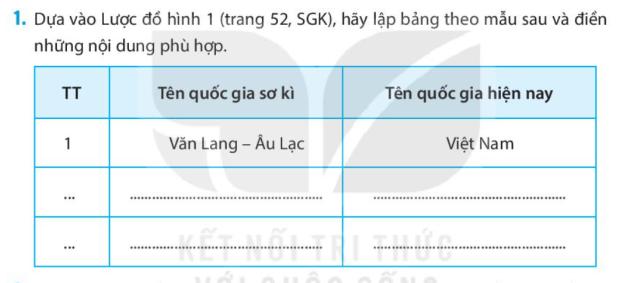 1. Dựa vào Lược đồ hình 1 (trang 52, SGK), hãy lập bảng theo mẫu sau và điền
những nội dung phù hợp.
TT Tên quốc gia sơ kì Tên quốc gia hiện nay
1 Văn Lang – Âu Lạc Việt Nam
... ................................................ ................................................
... ................................................ ................................................
KẾT NỐI TRI THỨC
VỚI CUỘC SỐNG